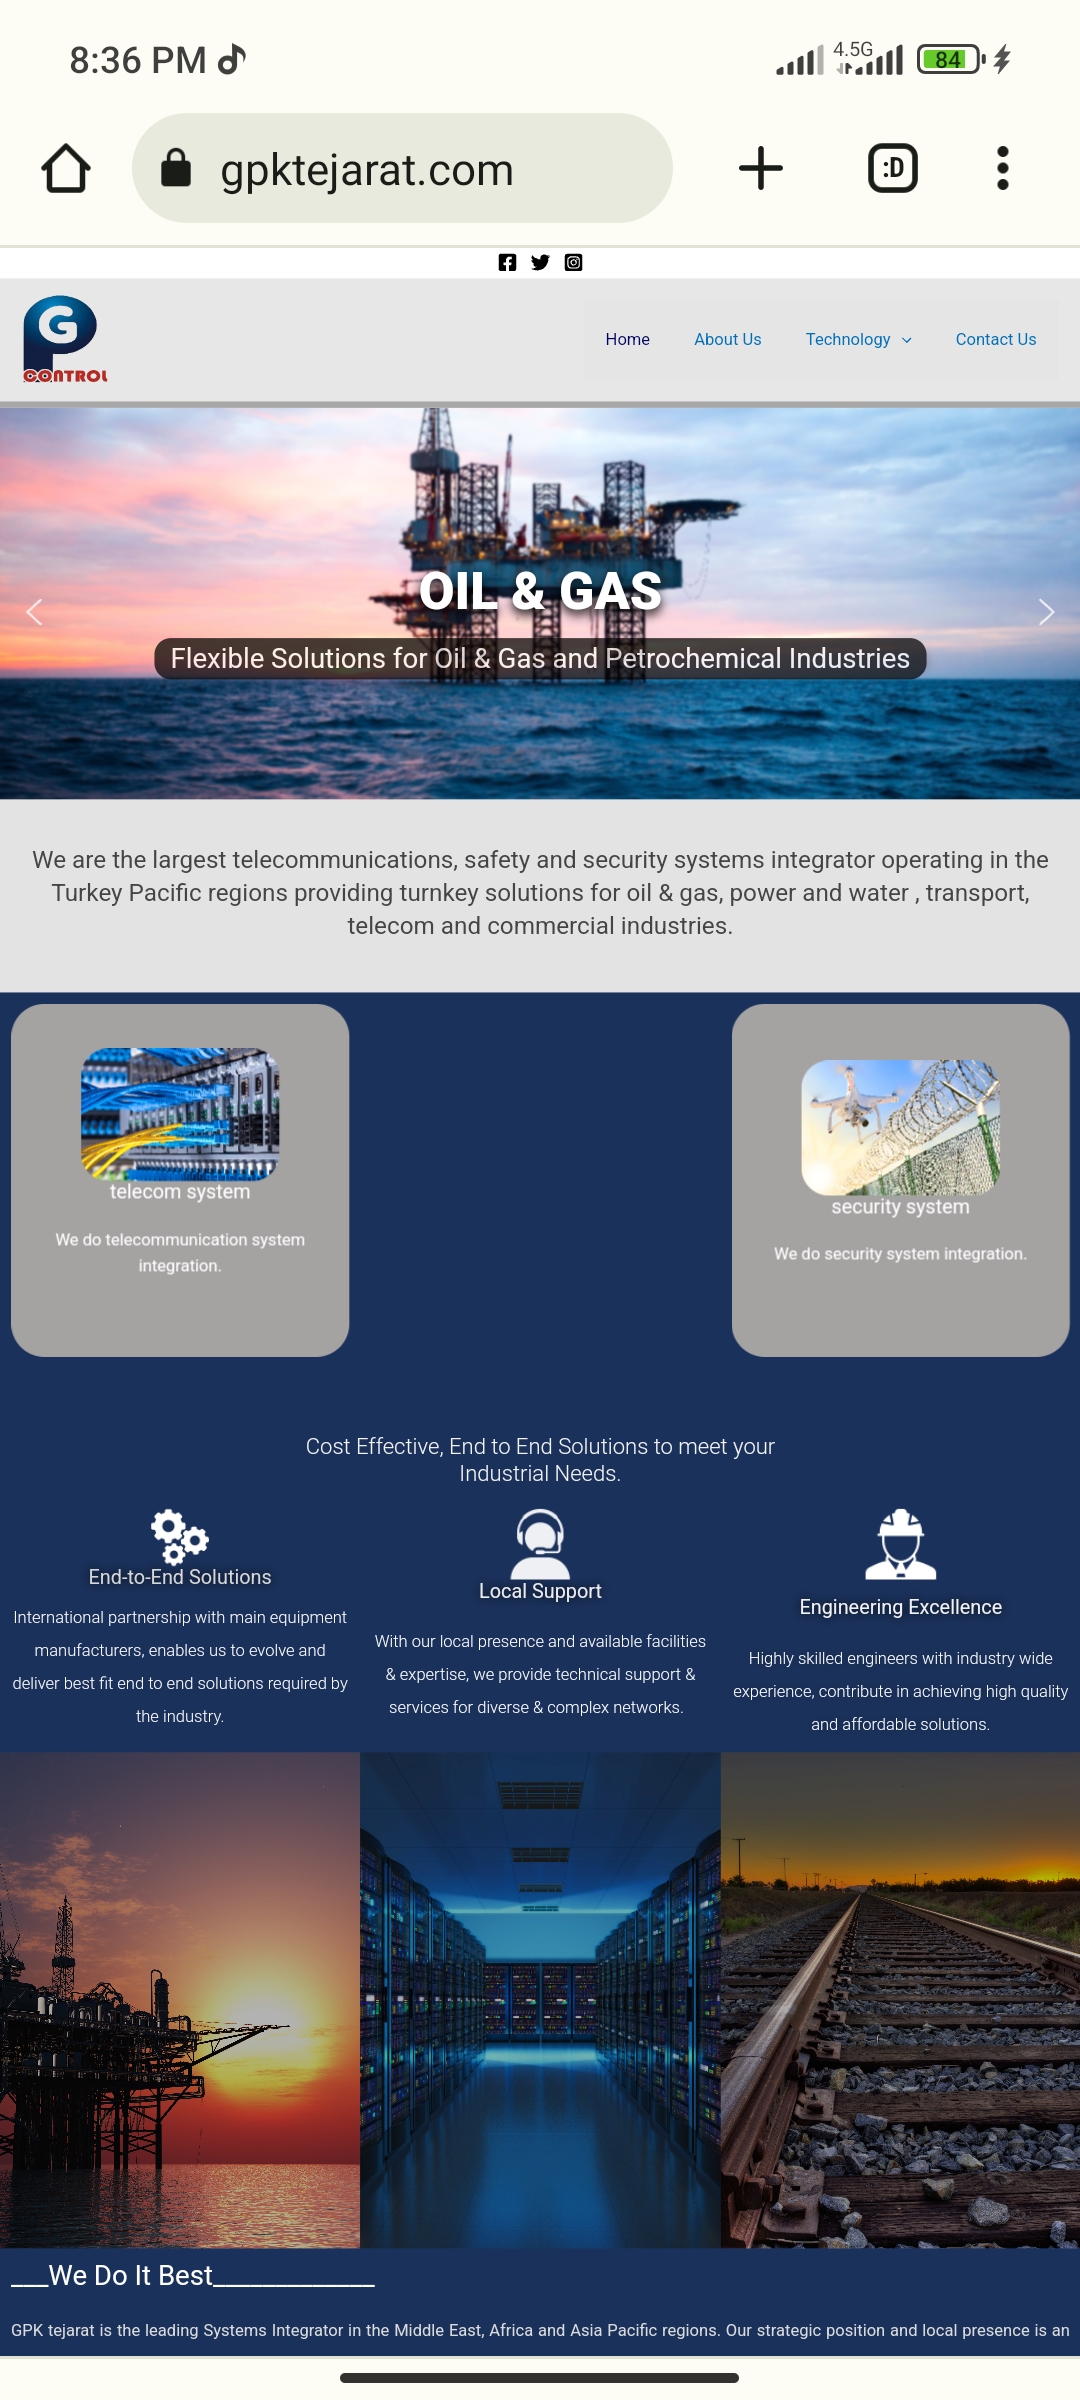 8:36 PM
4.5G
84
gpktejarat.com
:D
G
CONTROL
Home
About Us
Technology
Contact Us
OIL & GAS
Flexible Solutions for Oil & Gas and Petrochemical Industries
We are the largest telecommunications, safety and security systems integrator operating in the
Turkey Pacific regions providing turnkey solutions for oil & gas, power and water , transport,
telecom and commercial industries.
telecom system
We do telecommunication system
integration.
security system
We do security system integration.
Cost Effective, End to End Solutions to meet your
Industrial Needs.
End-to-End Solutions
International partnership with main equipment
manufacturers, enables us to evolve and
deliver best fit end to end solutions required by
the industry.
Local Support
With our local presence and available facilities
& expertise, we provide technical support &
services for diverse & complex networks.
Engineering Excellence
Highly skilled engineers with industry wide
experience, contribute in achieving high quality
and affordable solutions.
___We Do It Best_____________
GPK tejarat is the leading Systems Integrator in the Middle East, Africa and Asia Pacific regions. Our strategic position and local presence is an